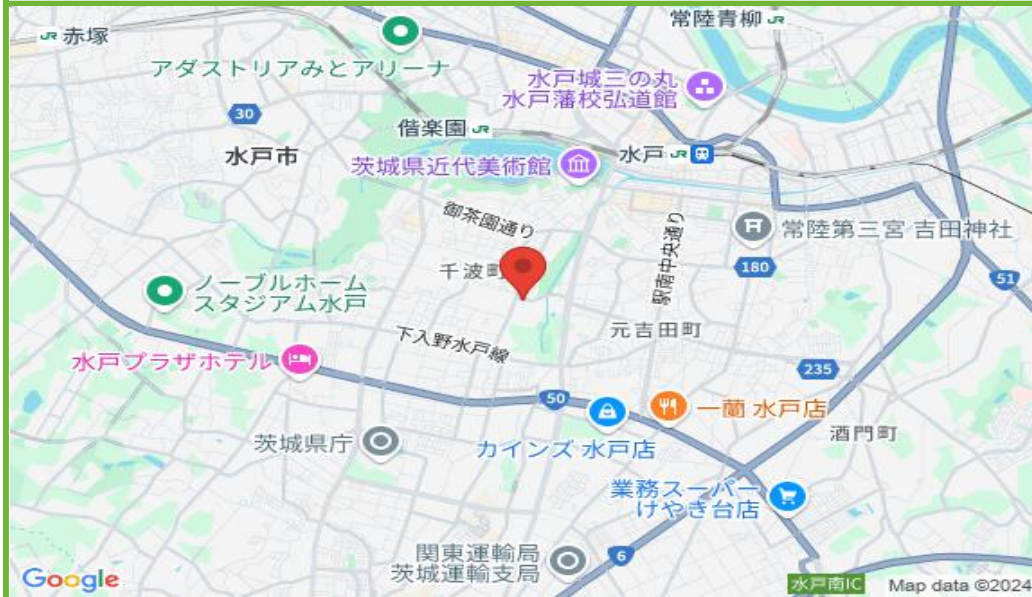 常陸青柳 JR
JR 赤塚
アダストリアみとアリーナ
水戸城三の丸
水戸藩校弘道館
30
偕楽園 JR
水戸市
水戸 JR
茨城県近代美術館
御茶園通り
常陸第三宮 吉田神社
駅南中央通り
180
51
千波町
ノーブルホーム
スタジアム水戸
元吉田町
下入野水戸線
水戸プラザホテル
235
50
一蘭 水戸店
カインズ 水戸店
酒門町
茨城県庁
業務スーパー
けやき台店
関東運輸局
茨城運輸支局
6
Google
水戸南IC
Map data ©2024